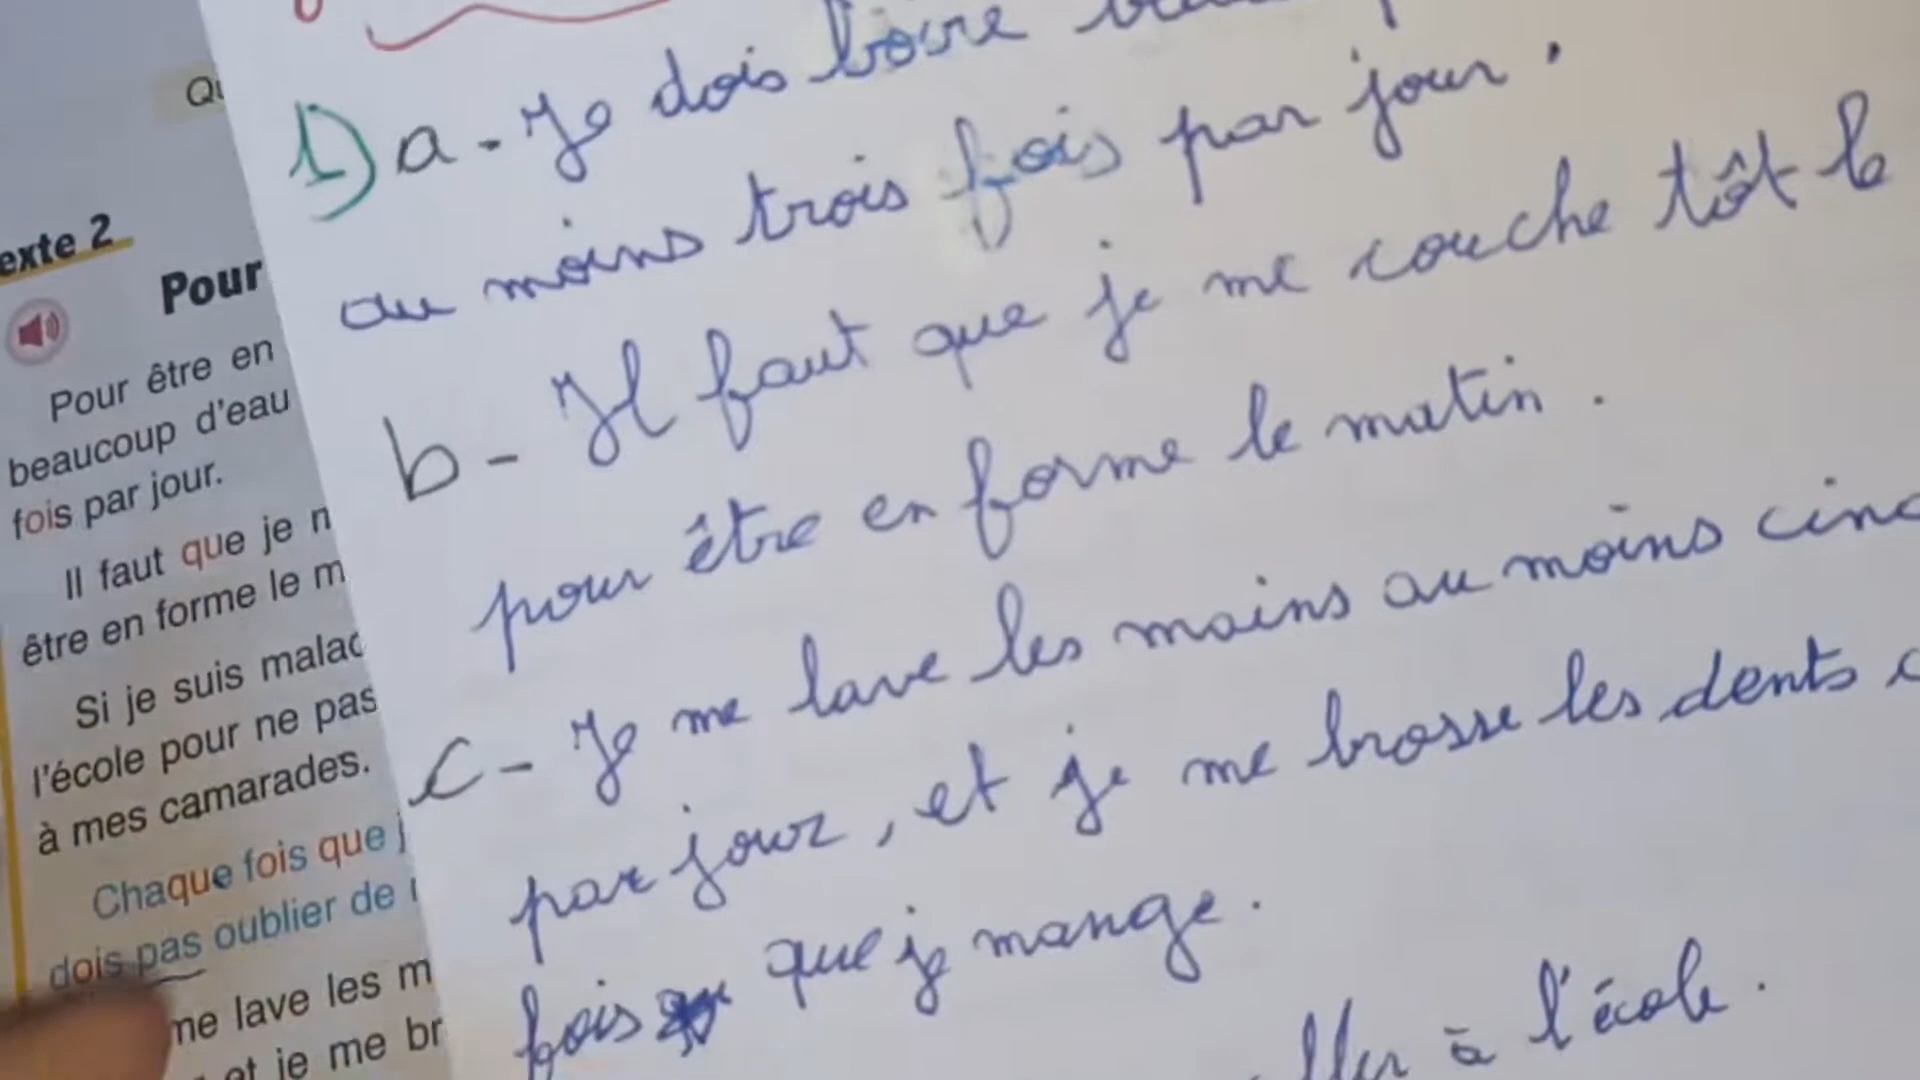 1) a - Je dois boire
au moins trois fois par jour.
b - Il faut que je me couche tôt le
pour être en forme le matin.
c - Je me lave les mains au moins cinq
par jour, et je me brosse les dents
fois que je mange.
à l'école.
exte 2
Pour
Pour être en
beaucoup d'eau
fois par jour.
Il faut que je
être en forme le m
Si je suis malad
l'école pour ne pas
à mes camarades.
Chaque fois que j
dois pas oublier de
me lave les m
et je me br